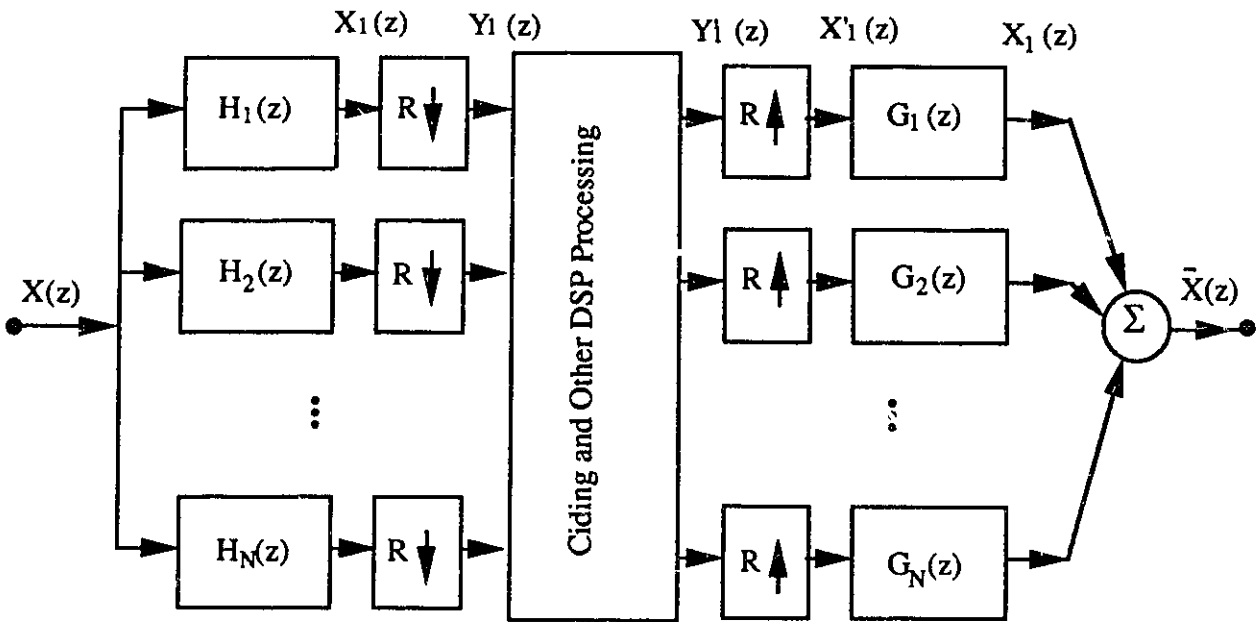 X1(z) Y1(z) Y'1(z) X'1(z) X1(z)
H1(z) R R G1(z)
H2(z) R R G2(z)
X(z) Σ X̄(z)
HN(z) R R GN(z)
Ciding and Other DSP Processing